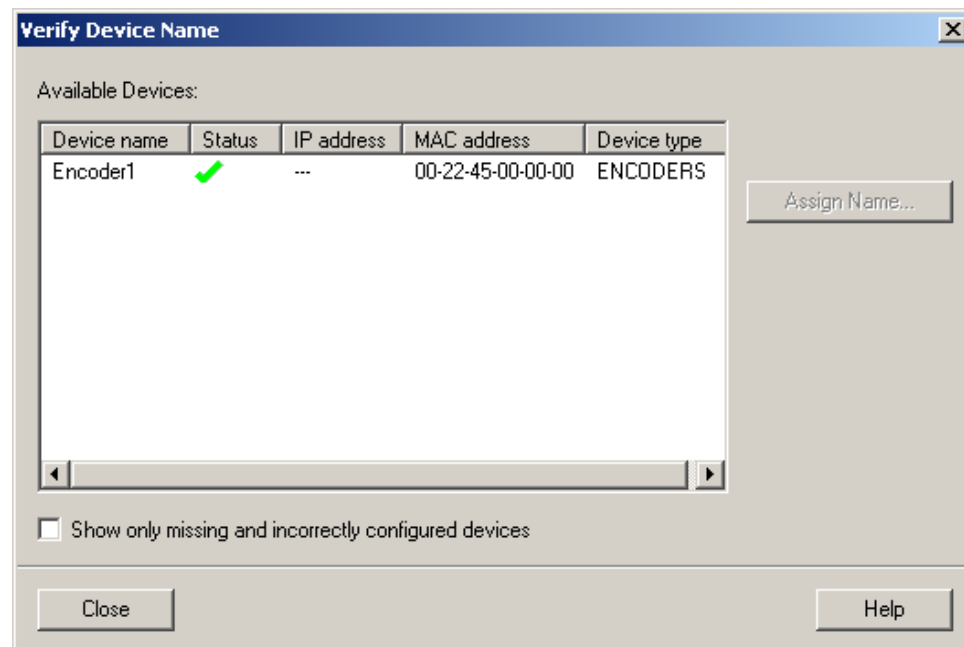 Verify Device Name
Available Devices:
Device name Status IP address MAC address Device type
Encoder1 --- 00-22-45-00-00-00 ENCODERS
Assign Name...
Show only missing and incorrectly configured devices
Close Help